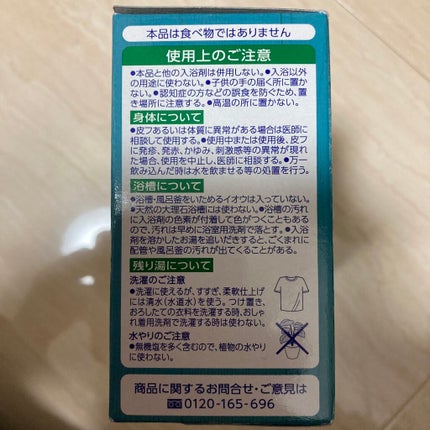 本品は食べ物ではありません
使用上のご注意
●本品と他の入浴剤は併用しない。●入浴以外
の用途に使わない。●子供の手の届く所に置か
ない。●認知症の方などの誤食を防ぐため、置
き場所に注意する。●高温の所に置かない。
身体について
●皮フあるいは体質に異常がある場合は医師に
相談して使用する。●使用中または使用後、皮フ
に発疹、発赤、かゆみ、刺激感等の異常が現れ
た場合、使用を中止し、医師に相談する。●万一
飲み込んだ時は水を飲ませる等の処置を行う。
浴槽について
●浴槽・風呂釜をいためるイオウは入っていない。
●天然の大理石浴槽には使わない。●浴槽の汚れ
に入浴剤の色素が付着して色がつくこともある
ので、汚れは早めに浴室用洗剤で落とす。●入浴
剤を溶かしたお湯を追いだきすると、ごくまれに
配管や風呂釜の汚れが出てくることがある。
残り湯について
洗濯のご注意
●洗濯に使えるが、すすぎ、柔軟仕上げ
には清水(水道水)を使う。つけ置き、
おろしたての衣料を洗濯する時、おしゃ
れ着用洗剤で洗濯する時は使わない。
水やりのご注意
●無機塩を多く含むので、植物の水やり
に使わない。
商品に関するお問合せ・ご意見は
0120-165-696